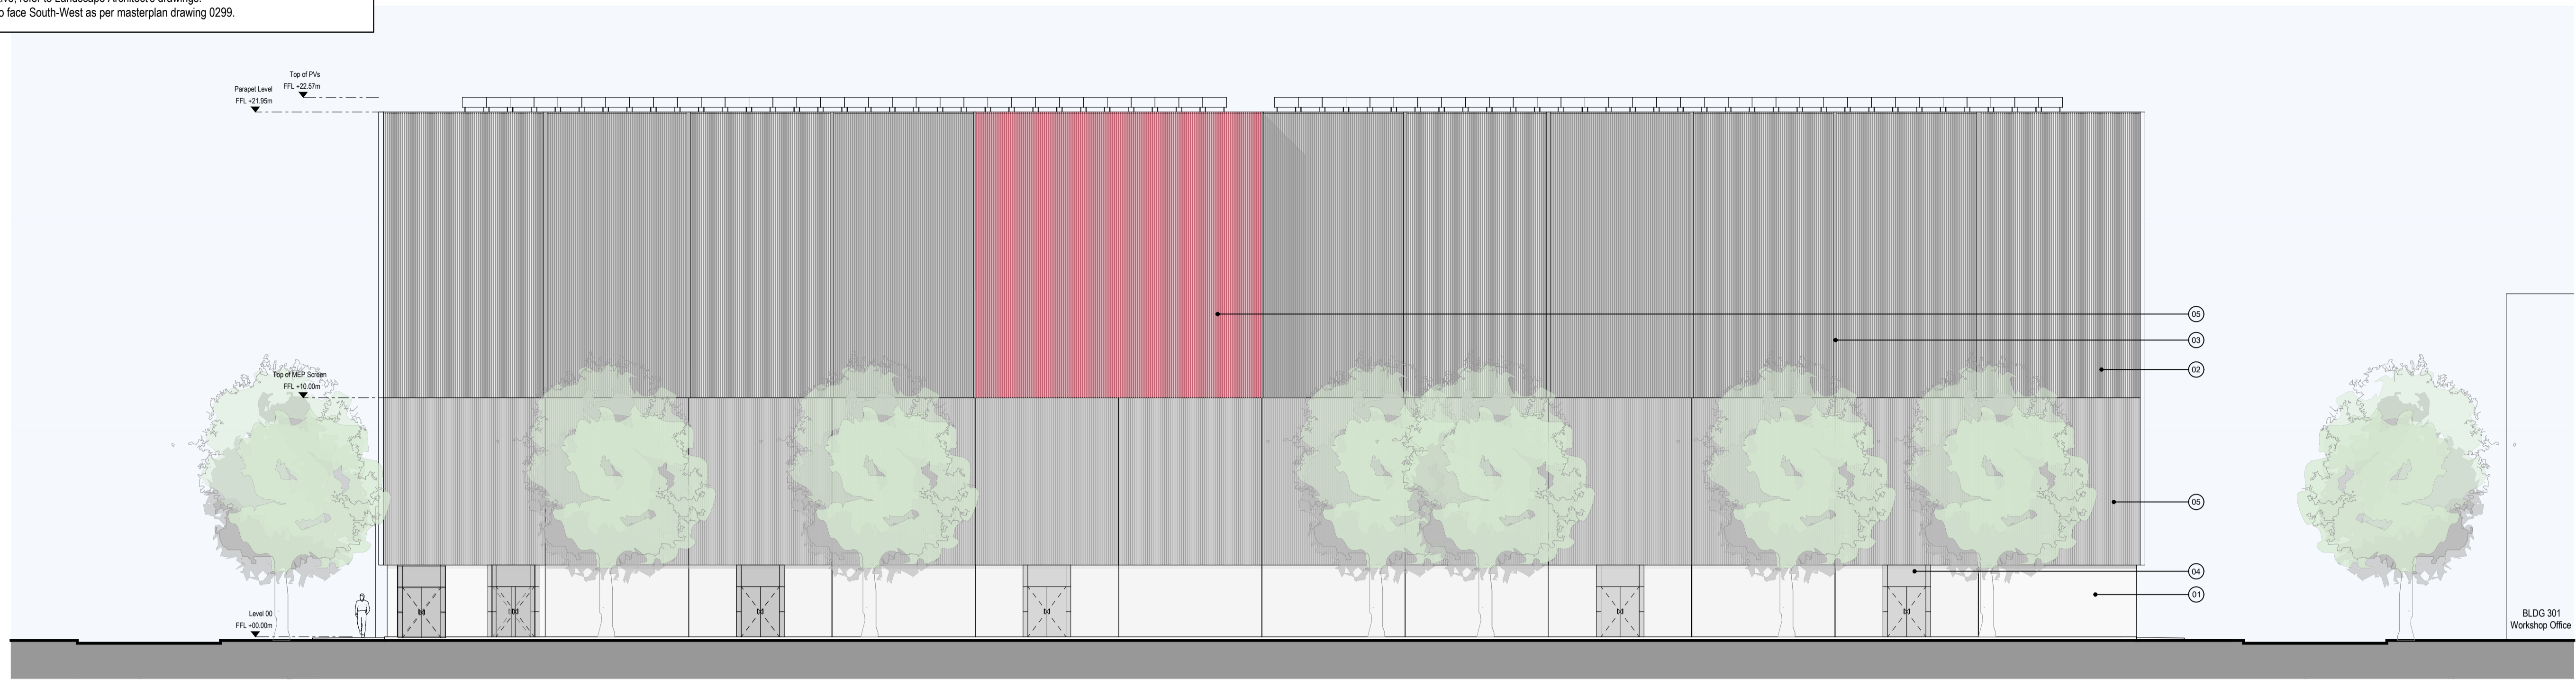 o face South-West as per masterplan drawing 0299.
Top of PVs
FFL +22.57m
Parapet Level
FFL +21.95m
Top of MEP Screen
FFL +10.00m
Level 00
FFL +00.00m
05
03
02
05
04
01
BLDG 301
Workshop Office